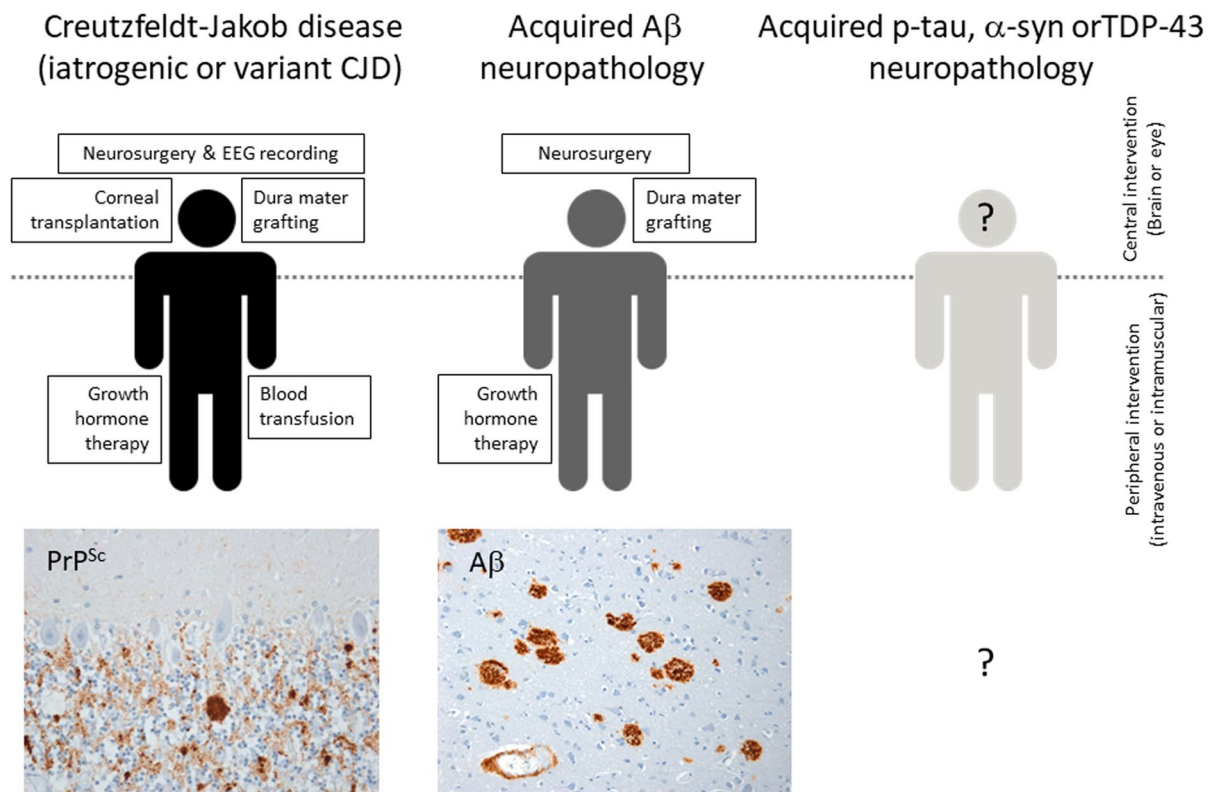 Creutzfeldt-Jakob disease
(iatrogenic or variant CJD)
Acquired Aβ
neuropathology
Acquired p-tau, α-syn orTDP-43
neuropathology
Neurosurgery & EEG recording
Corneal
transplantation
Dura mater
grafting
Growth
hormone
therapy
Blood
transfusion
Neurosurgery
Dura mater
grafting
Growth
hormone
therapy
?
Central intervention
(Brain or eye)
Peripheral intervention
(intravenous or intramuscular)
PrPSc
Aβ
?